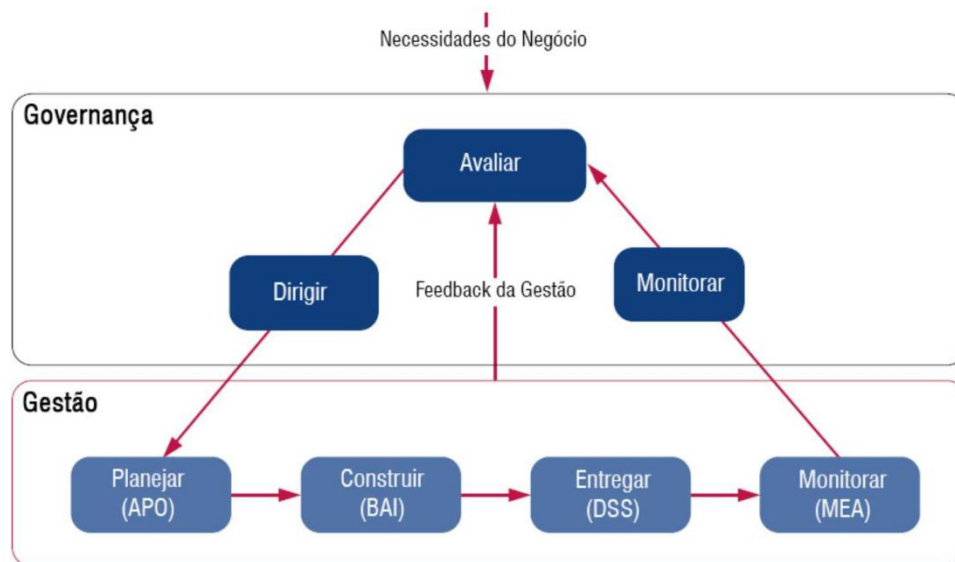 Necessidades do Negócio
Governança
Avaliar
Dirigir
Feedback da Gestão
Monitorar
Gestão
Planejar
(APO)
Construir
(BAI)
Entregar
(DSS)
Monitorar
(MEA)